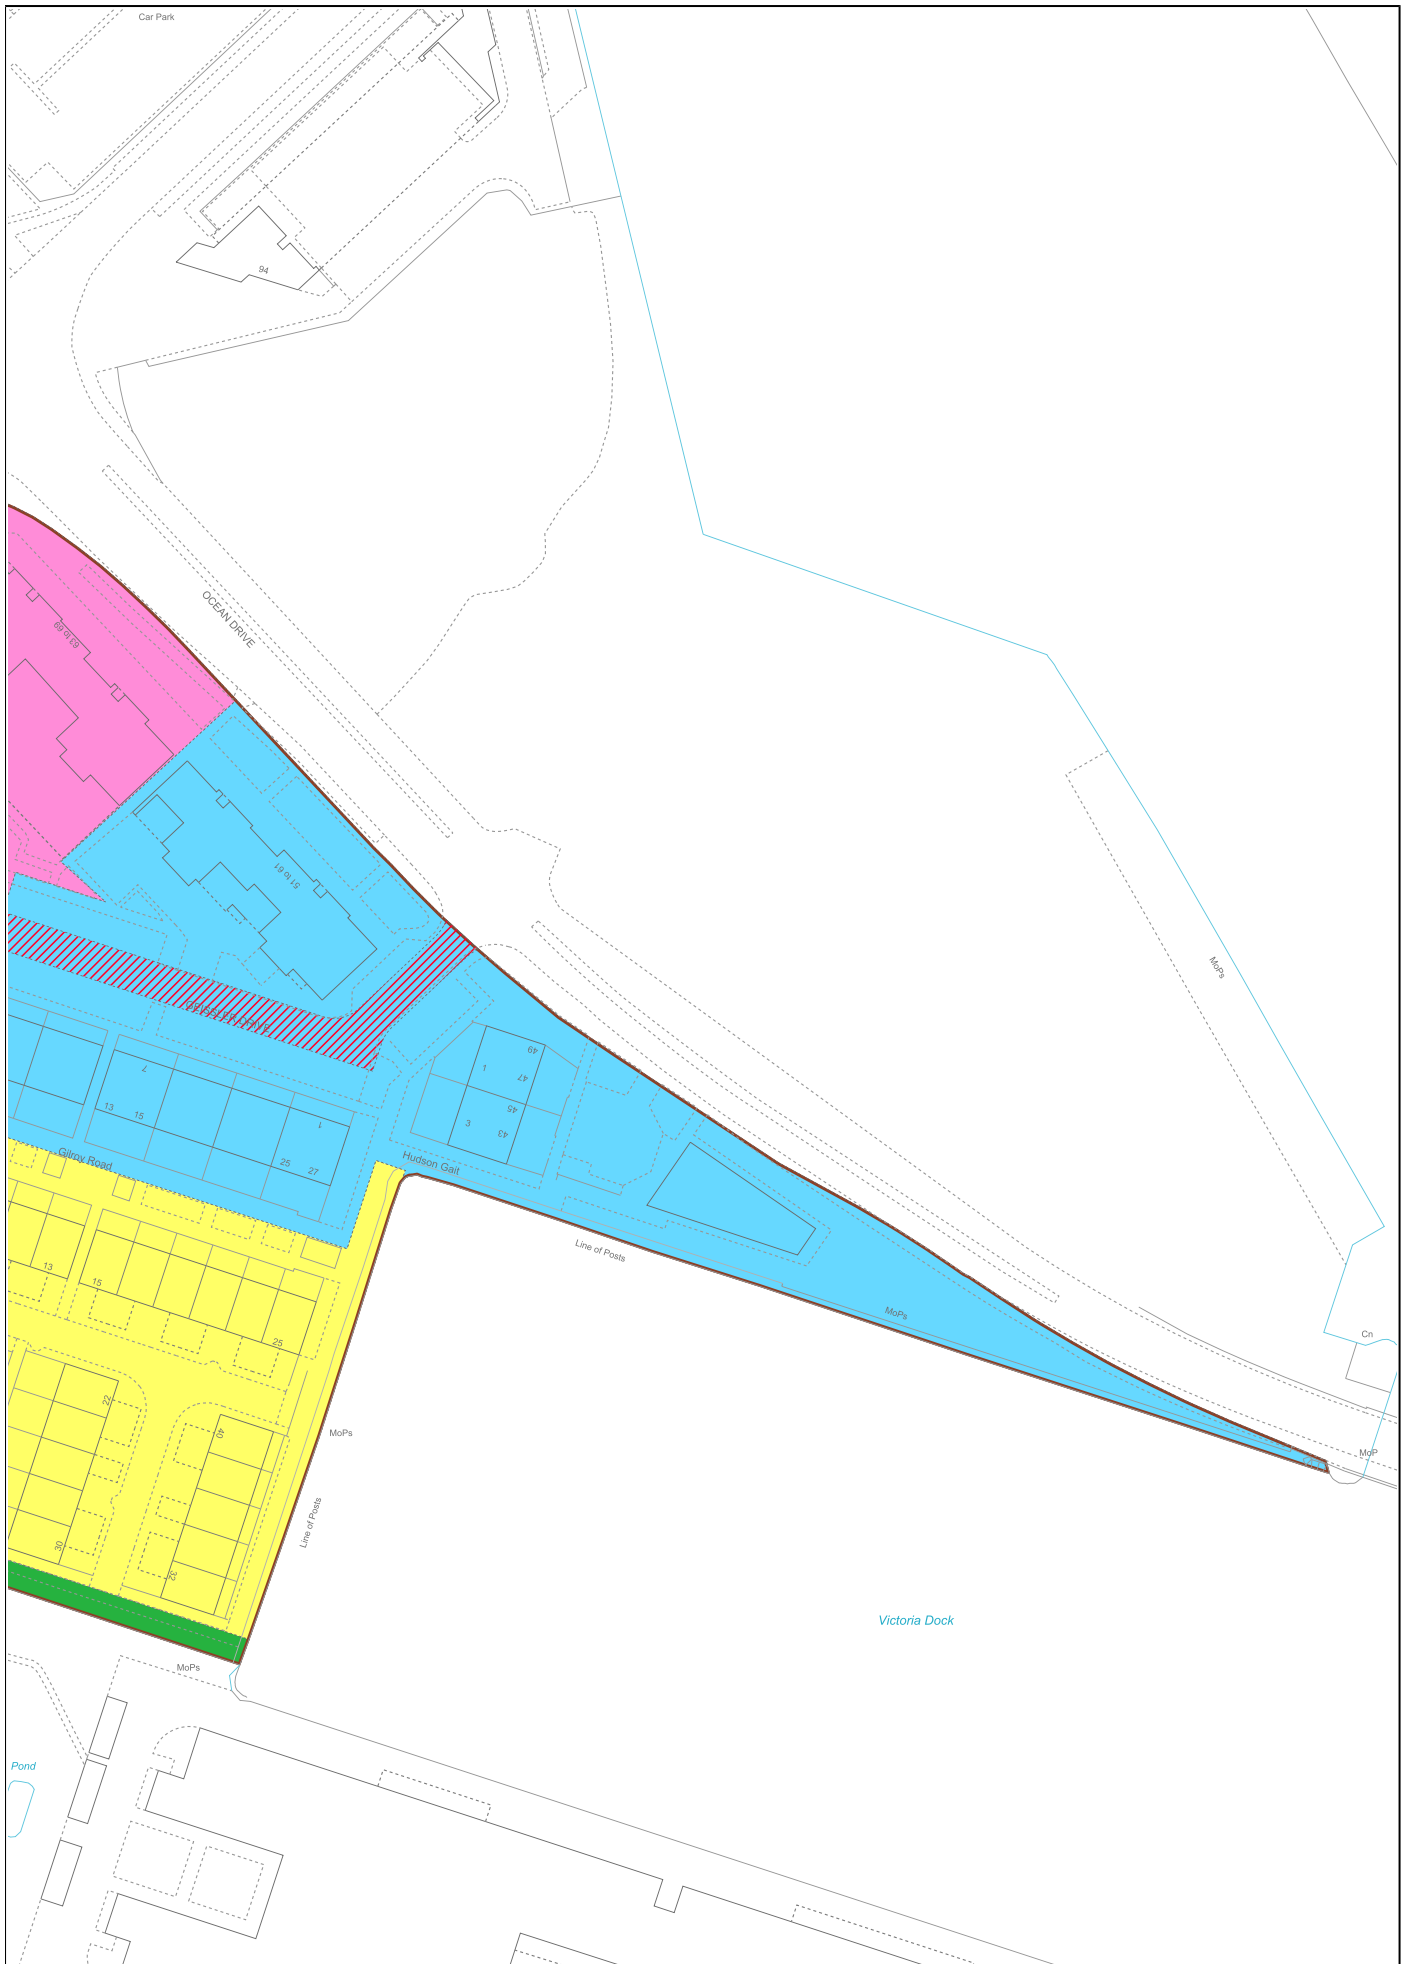 Car Park
94
OCEAN DRIVE
63 to 69
51 to 61
MoPs
GEISSLER DRIVE
49
1
47
7
45
13
15
3
43
1
Gilroy Road
25
27
Hudson Gait
Line of Posts
13
15
MoPs
25
Cn
22
40
MoPs
MoP
Line of Posts
30
32
Victoria Dock
MoPs
Pond